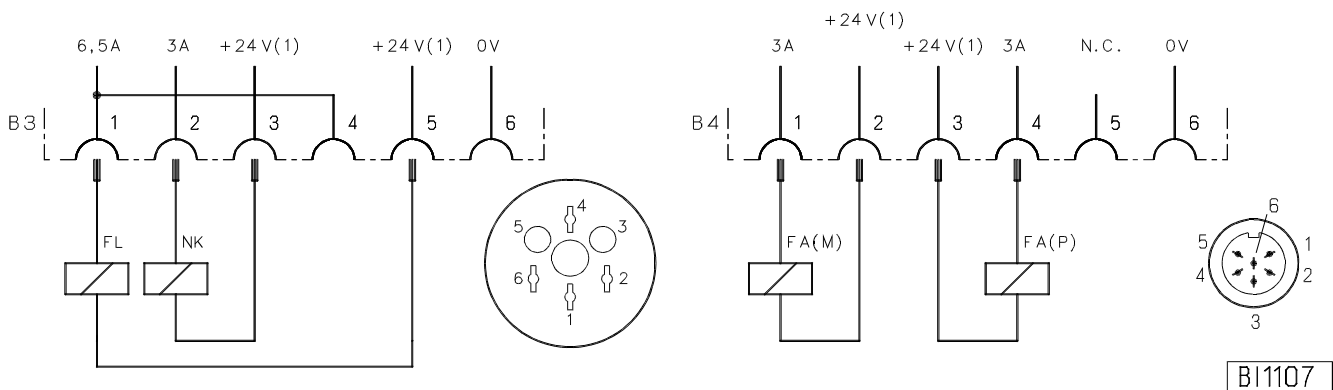 6,5A 3A +24V(1) +24V(1) 0V
B3 1 2 3 4 5 6
FL NK
4
5 3
6 2
1
+24V(1)
3A +24V(1) 3A N.C. 0V
B4 1 2 3 4 5 6
FA(M) FA(P)
6
5 1
4 2
3
BI1107